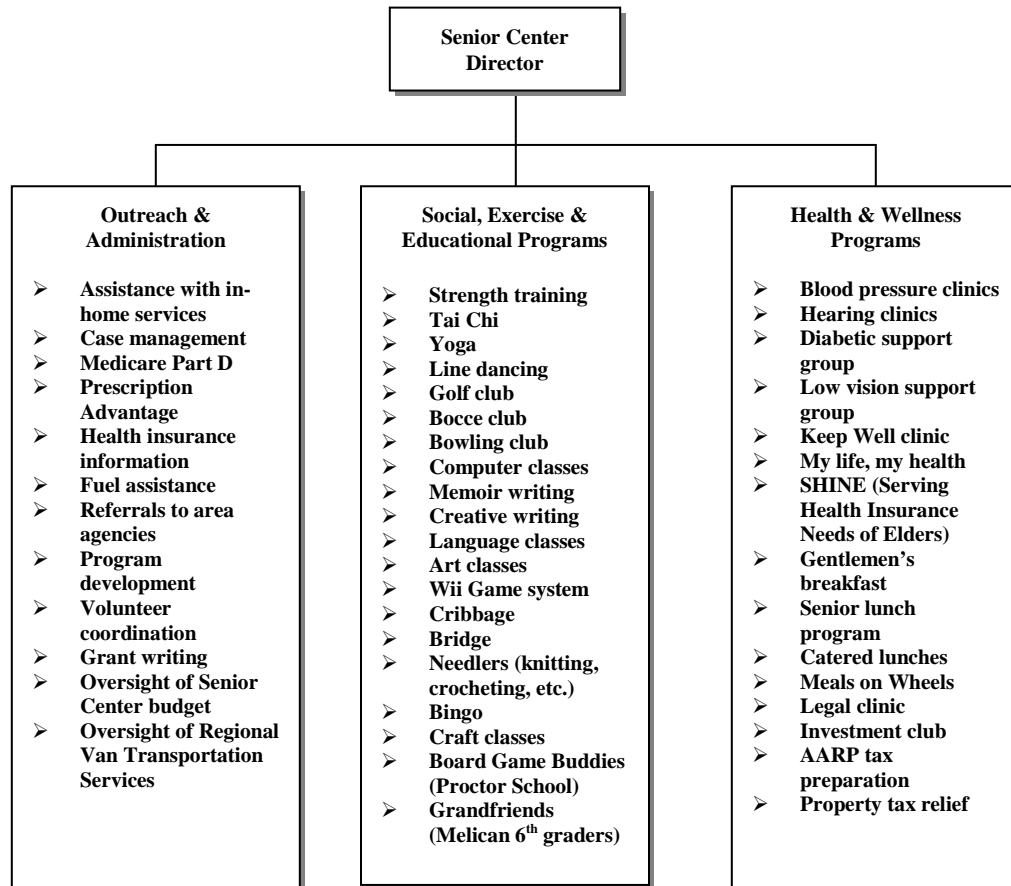 Senior Center
Director
Outreach &
Administration
➢ Assistance with in-
home services
➢ Case management
➢ Medicare Part D
➢ Prescription
Advantage
➢ Health insurance
information
➢ Fuel assistance
➢ Referrals to area
agencies
➢ Program
development
➢ Volunteer
coordination
➢ Grant writing
➢ Oversight of Senior
Center budget
➢ Oversight of Regional
Van Transportation
Services
Social, Exercise &
Educational Programs
➢ Strength training
➢ Tai Chi
➢ Yoga
➢ Line dancing
➢ Golf club
➢ Bocce club
➢ Bowling club
➢ Computer classes
➢ Memoir writing
➢ Creative writing
➢ Language classes
➢ Art classes
➢ Wii Game system
➢ Cribbage
➢ Bridge
➢ Needlers (knitting,
crocheting, etc.)
➢ Bingo
➢ Craft classes
➢ Board Game Buddies
(Proctor School)
➢ Grandfriends
(Melican 6th graders)
Health & Wellness
Programs
➢ Blood pressure clinics
➢ Hearing clinics
➢ Diabetic support
group
➢ Low vision support
group
➢ Keep Well clinic
➢ My life, my health
➢ SHINE (Serving
Health Insurance
Needs of Elders)
➢ Gentlemen's
breakfast
➢ Senior lunch
program
➢ Catered lunches
➢ Meals on Wheels
➢ Legal clinic
➢ Investment club
➢ AARP tax
preparation
➢ Property tax relief